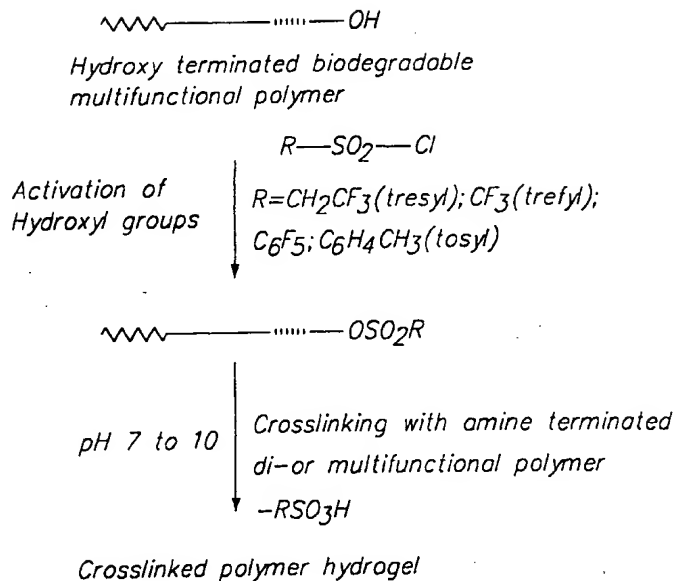 OH
Hydroxy terminated biodegradable
multifunctional polymer
R—SO2—Cl
Activation of
Hydroxyl groups
R=CH2CF3(tresyl); CF3(trefyl);
C6F5; C6H4CH3(tosyl)
OSO2R
pH 7 to 10
Crosslinking with amine terminated
di-or multifunctional polymer
-RSO3H
Crosslinked polymer hydrogel